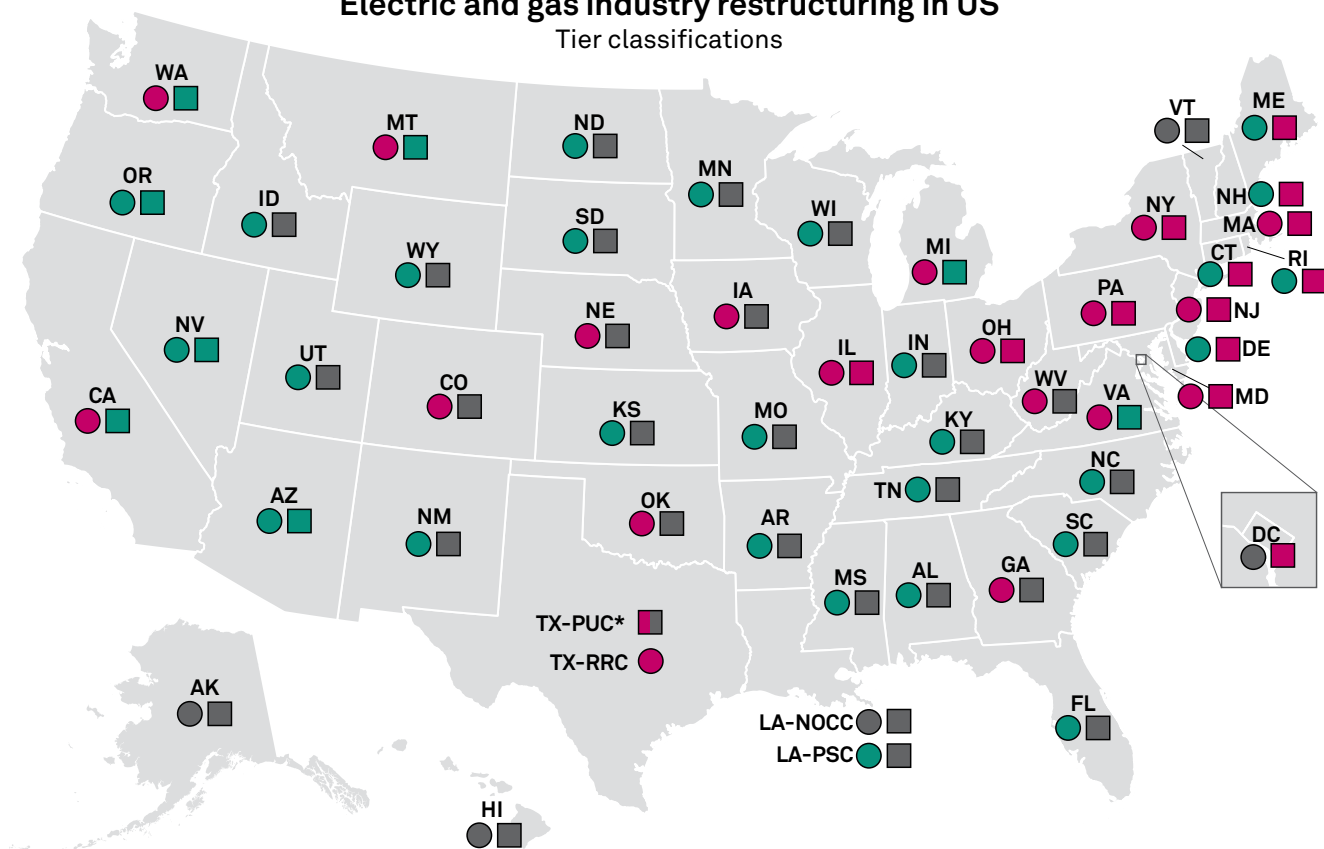 Electric and gas industry restructuring in US
Tier classifications
WA
MT
ND
MN
VT
ME
OR
ID
SD
WI
NY
NH
MA
WY
MI
CT
RI
NV
UT
NE
IA
PA
NJ
IL
IN
OH
DE
CA
CO
KS
MO
WV
VA
MD
KY
NC
AZ
NM
OK
AR
TN
SC
DC
MS
AL
GA
TX-PUC*
TX-RRC
AK
LA-NOCC
LA-PSC
FL
HI